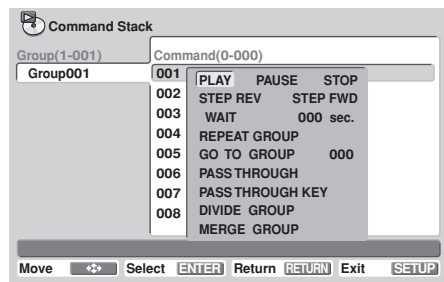 Command Stack
Group(1-001) Command(0-000)
Group001
001 PLAY PAUSE STOP
002 STEP REV STEP FWD
003 WAIT 000 sec.
004 REPEAT GROUP
005 GO TO GROUP 000
006 PASS THROUGH
007 PASS THROUGH KEY
008 DIVIDE GROUP
MERGE GROUP
Move Select ENTER Return RETURN Exit SETUP